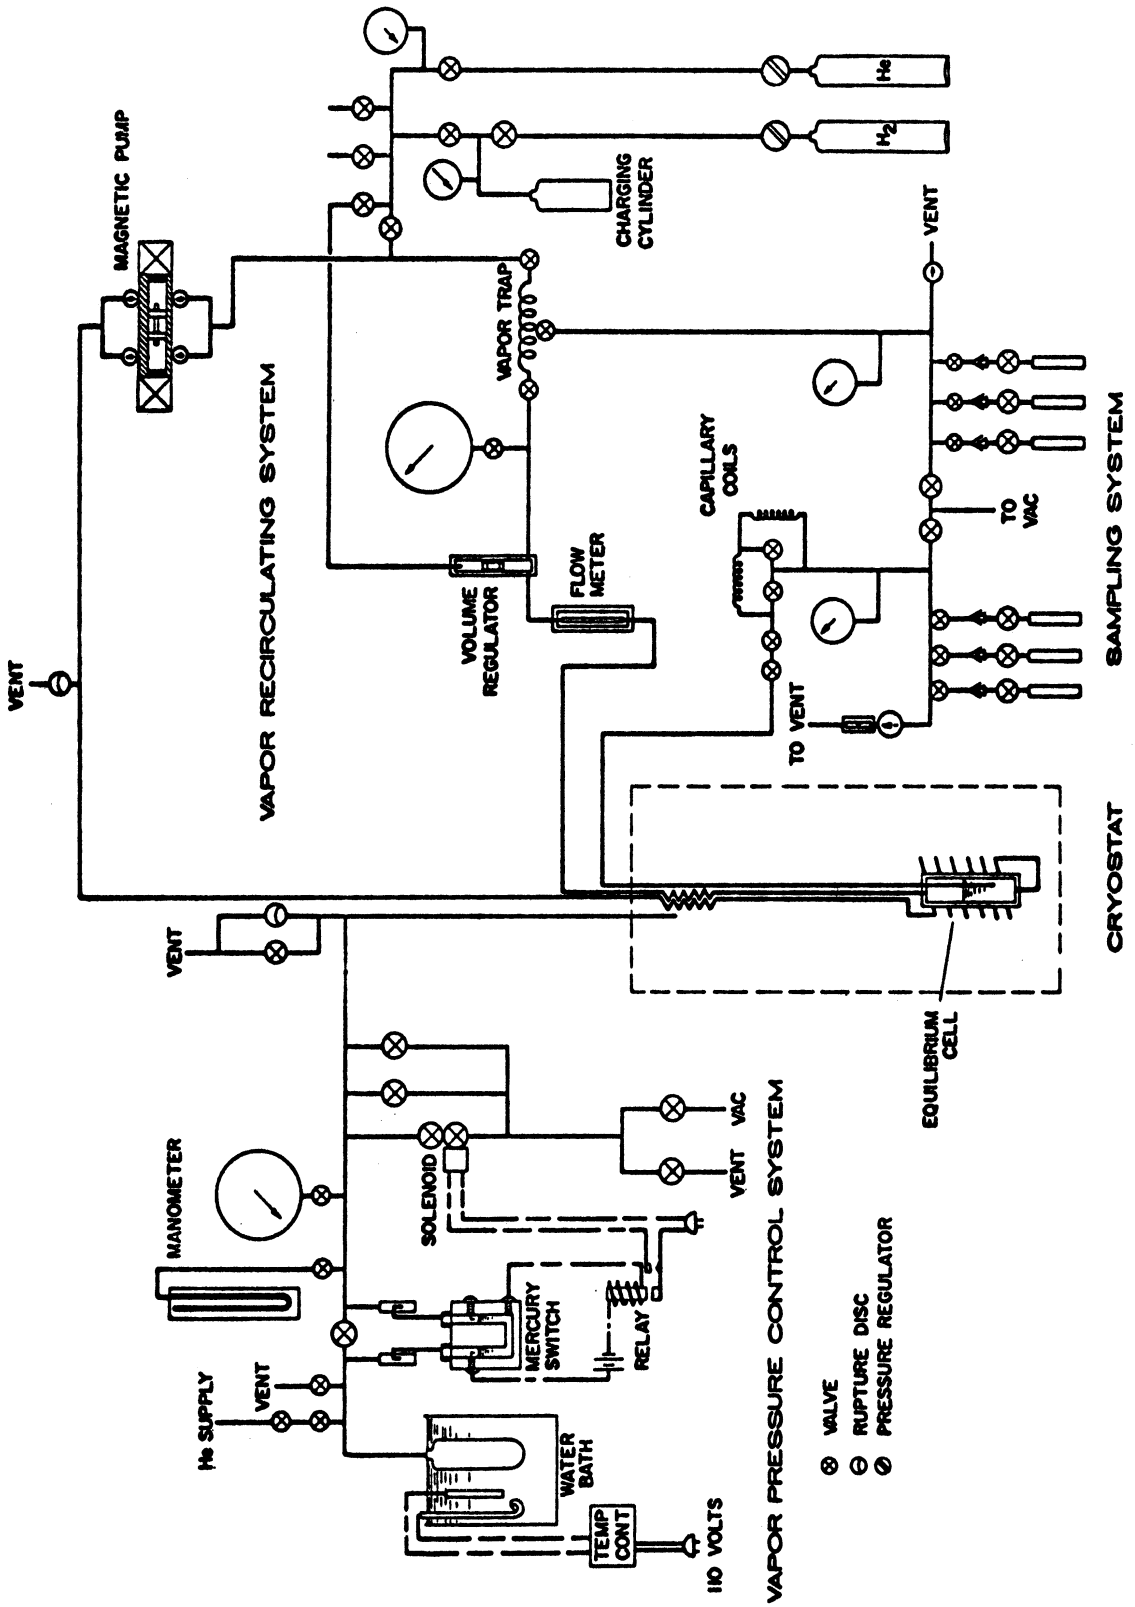 He SUPPLY
VENT
MANOMETER
VENT
VENT
MAGNETIC PUMP
VAPOR RECIRCULATING SYSTEM
SOLENOID
MERCURY
SWITCH
RELAY
WATER
BATH
TEMP
CONT
110 VOLTS
VENT
VAC
VAPOR PRESSURE CONTROL SYSTEM
VALVE
RUPTURE DISC
PRESSURE REGULATOR
VOLUME
REGULATOR
FLOW
METER
VAPOR TRAP
CHARGING
CYLINDER
He
H2
CAPILLARY
COILS
TO VENT
VENT
TO
VAC
SAMPLING SYSTEM
EQUILIBRIUM
CELL
CRYOSTAT